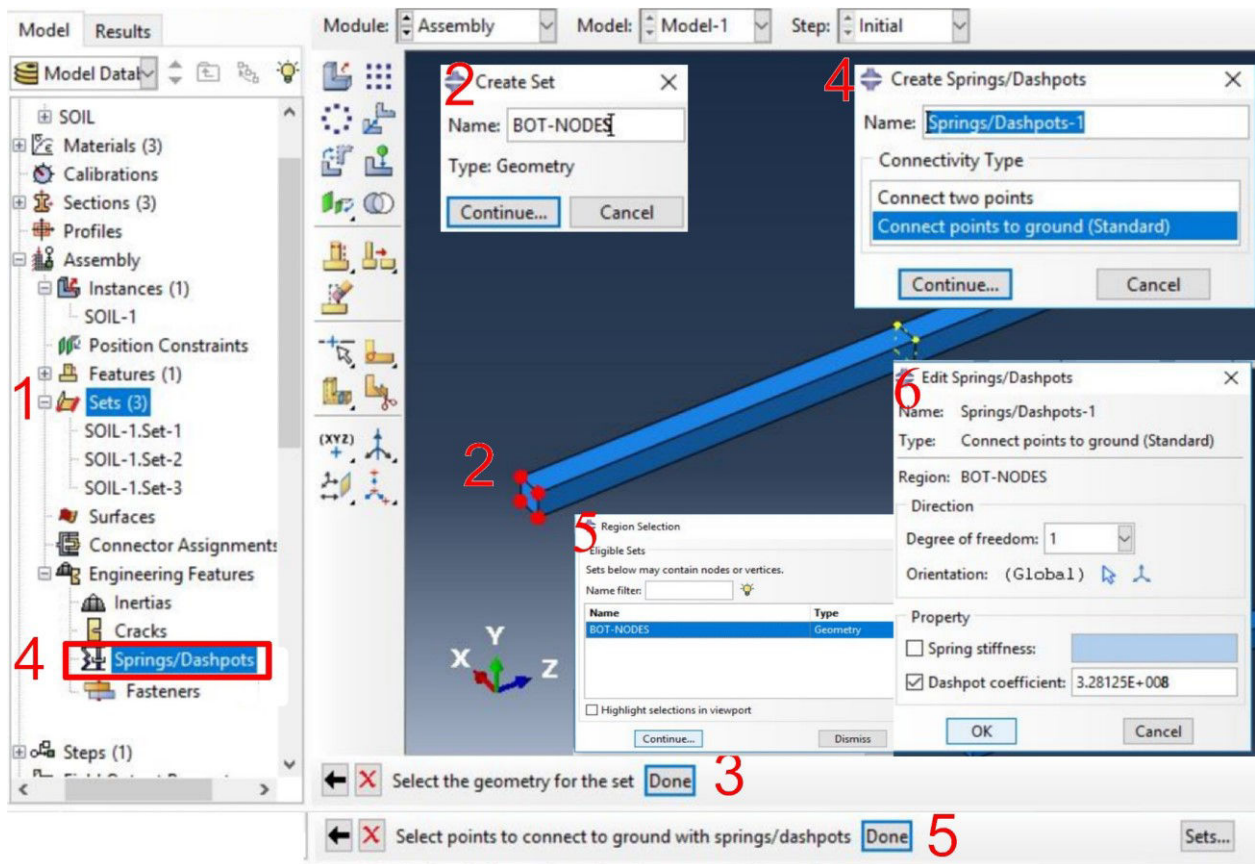 Model Results
Module: Assembly Model: Model-1 Step: Initial
Model Datab
SOIL
Materials (3)
Calibrations
Sections (3)
Profiles
Assembly
Instances (1)
SOIL-1
Position Constraints
Features (1)
1
Sets (3)
SOIL-1.Set-1
SOIL-1.Set-2
SOIL-1.Set-3
Surfaces
Connector Assignments
Engineering Features
Inertias
Cracks
4
Springs/Dashpots
Fasteners
Steps (1)
(XYZ)
2
Create Set
Name: BOT-NODES
Type: Geometry
Continue... Cancel
4
Create Springs/Dashpots
Name: Springs/Dashpots-1
Connectivity Type
Connect two points
Connect points to ground (Standard)
Continue... Cancel
2
Y
X
Z
5
Region Selection
Eligible Sets
Sets below may contain nodes or vertices.
Name filter:
Name Type
BOT-NODES Geometry
Highlight selections in viewport
Continue... Dismiss
6
Edit Springs/Dashpots
Name: Springs/Dashpots-1
Type: Connect points to ground (Standard)
Region: BOT-NODES
Direction
Degree of freedom: 1
Orientation: (Global)
Property
Spring stiffness:
Dashpot coefficient: 3.28125E+008
OK Cancel
Select the geometry for the set Done 3
Select points to connect to ground with springs/dashpots Done 5 Sets...